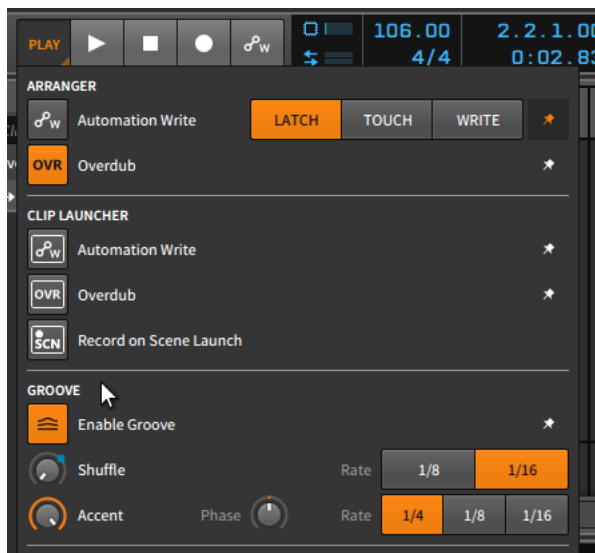 PLAY
W
106.00
2.2.1.00
4/4
0:02.83
ARRANGER
W Automation Write LATCH TOUCH WRITE
OVR Overdub
CLIP LAUNCHER
W Automation Write
OVR Overdub
SCN Record on Scene Launch
GROOVE
Enable Groove
Shuffle Rate 1/8 1/16
Accent Phase Rate 1/4 1/8 1/16